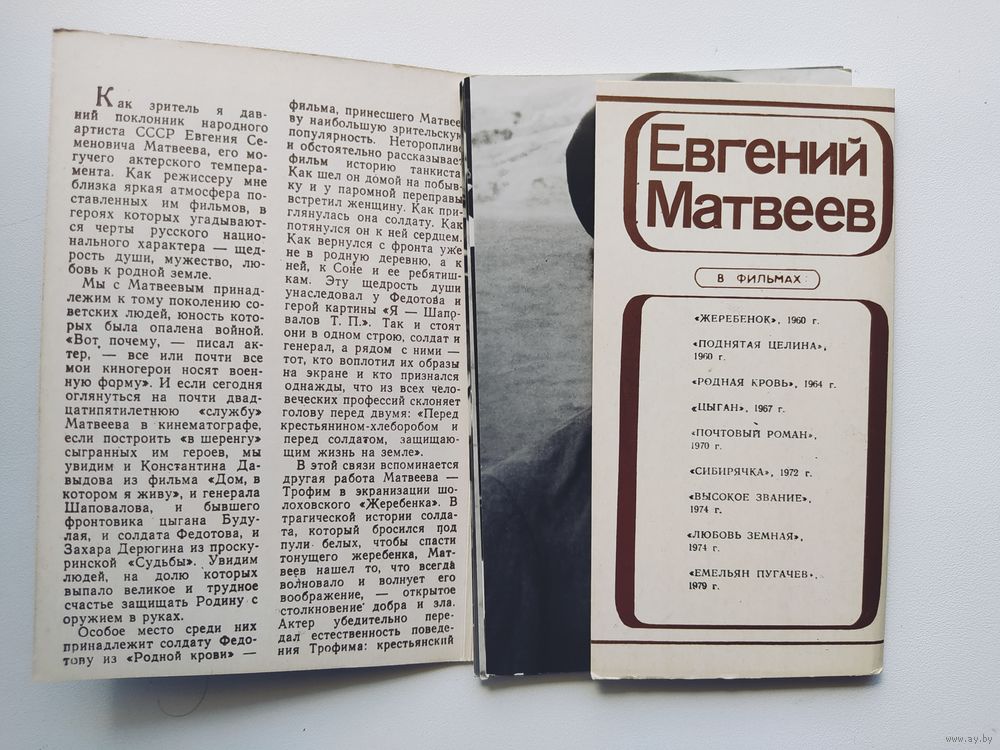 Как зритель я дав-
ний поклонник народного
артиста СССР Евгения Се-
меновича Матвеева, его мо-
гучего актерского темпера-
мента. Как режиссеру мне
близка яркая атмосфера по-
ставленных им фильмов, в
героях которых угадывают-
ся черты русского нацио-
нального характера — щед-
рость души, мужество, лю-
бовь к родной земле.
Мы с Матвеевым принад-
лежим к тому поколению со-
ветских людей, юность кото-
рых была опалена войной.
«Вот почему, — писал ак-
тер, — все или почти все
мои киногерои носят воен-
ную форму». И если сегодня
оглянуться на почти двад-
цатипятилетнюю «службу»
Матвеева в кинематографе,
если построить «в шеренгу»
сыгранных им героев, мы
увидим и Константина Да-
выдова из фильма «Дом, в
котором я живу», и генерала
Шаповалова, и бывшего
фронтовика цыгана Буду-
лая, и солдата Федотова, и
Захара Дерюгина из проску-
ринской «Судьбы». Увидим
людей, на долю которых
выпало великое и трудное
счастье защищать Родину с
оружием в руках.
Особое место среди них
принадлежит солдату Федо-
тову из «Родной крови» —
фильма, принесшего Матвее
ву наибольшую зрительскую
популярность. Неторопливо
и обстоятельно рассказывает
фильм историю танкиста.
Как шел он домой на побыв-
ку и у паромной переправы
встретил женщину. Как при-
глянулась она солдату. Как
потянулся он к ней сердцем.
Как вернулся с фронта уже
не в родную деревню, а к
ней, к Соне и ее ребятиш-
кам. Эту щедрость души
унаследовал у Федотова и
герой картины «Я — Шапо-
валов Т. П.». Так и стоят
они в одном строю, солдат и
генерал, а рядом с ними —
тот, кто воплотил их образы
на экране и кто признался
однажды, что из всех чело-
веческих профессий склоняет
голову перед двумя: «Перед
крестьянином-хлеборобом и
перед солдатом, защищаю-
щим жизнь на земле».
В этой связи вспоминается
другая работа Матвеева —
Трофим в экранизации шо-
лоховского «Жеребенка». В
трагической истории солда-
та, который бросился под
пули белых, чтобы спасти
тонущего жеребенка, Мат-
веев нашел то, что всегда
волновало и волнует его
воображение, — открытое
столкновение добра и зла.
Актер убедительно пере-
дал естественность поведе-
ния Трофима: крестьянский
Евгений
Матвеев
В ФИЛЬМАХ:
«ЖЕРЕБЕНОК», 1960 г.
«ПОДНЯТАЯ ЦЕЛИНА»,
1960 г.
«РОДНАЯ КРОВЬ», 1964 г.
«ЦЫГАН», 1967 г.
«ПОЧТОВЫЙ РОМАН»,
1970 г.
«СИБИРЯЧКА», 1972 г.
«ВЫСОКОЕ ЗВАНИЕ»,
1974 г.
«ЛЮБОВЬ ЗЕМНАЯ»,
1974 г.
«ЕМЕЛЬЯН ПУГАЧЕВ»,
1979 г.
www.ay.by